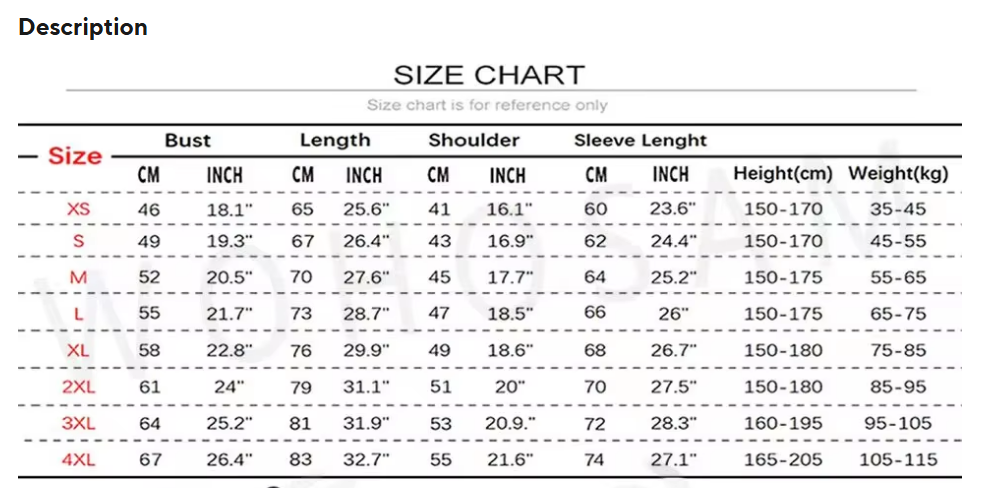 Description
SIZE CHART
Size chart is for reference only
Size Bust Length Shoulder Sleeve Lenght
CM INCH CM INCH CM INCH CM INCH Height(cm) Weight(kg)
XS 46 18.1" 65 25.6" 41 16.1" 60 23.6" 150-170 35-45
S 49 19.3" 67 26.4" 43 16.9" 62 24.4" 150-170 45-55
M 52 20.5" 70 27.6" 45 17.7" 64 25.2" 150-175 55-65
L 55 21.7" 73 28.7" 47 18.5" 66 26" 150-175 65-75
XL 58 22.8" 76 29.9" 49 18.6" 68 26.7" 150-180 75-85
2XL 61 24" 79 31.1" 51 20" 70 27.5" 150-180 85-95
3XL 64 25.2" 81 31.9" 53 20.9." 72 28.3" 160-195 95-105
4XL 67 26.4" 83 32.7" 55 21.6" 74 27.1" 165-205 105-115
WOHOSAM